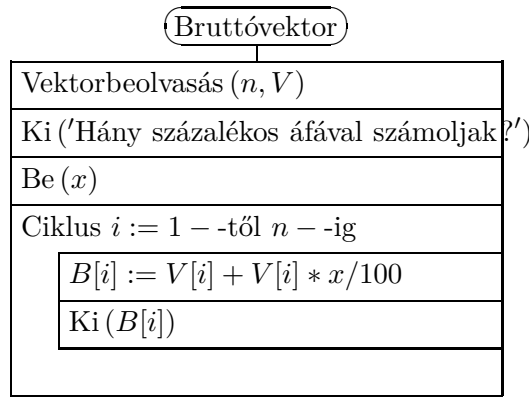 Bruttóvektor
Vektorbeolvasás (n, V)
Ki ('Hány százalékos áfával számoljak?')
Be (x)
Ciklus i := 1 − -től n − -ig
B[i] := V[i] + V[i] ∗ x/100
Ki (B[i])